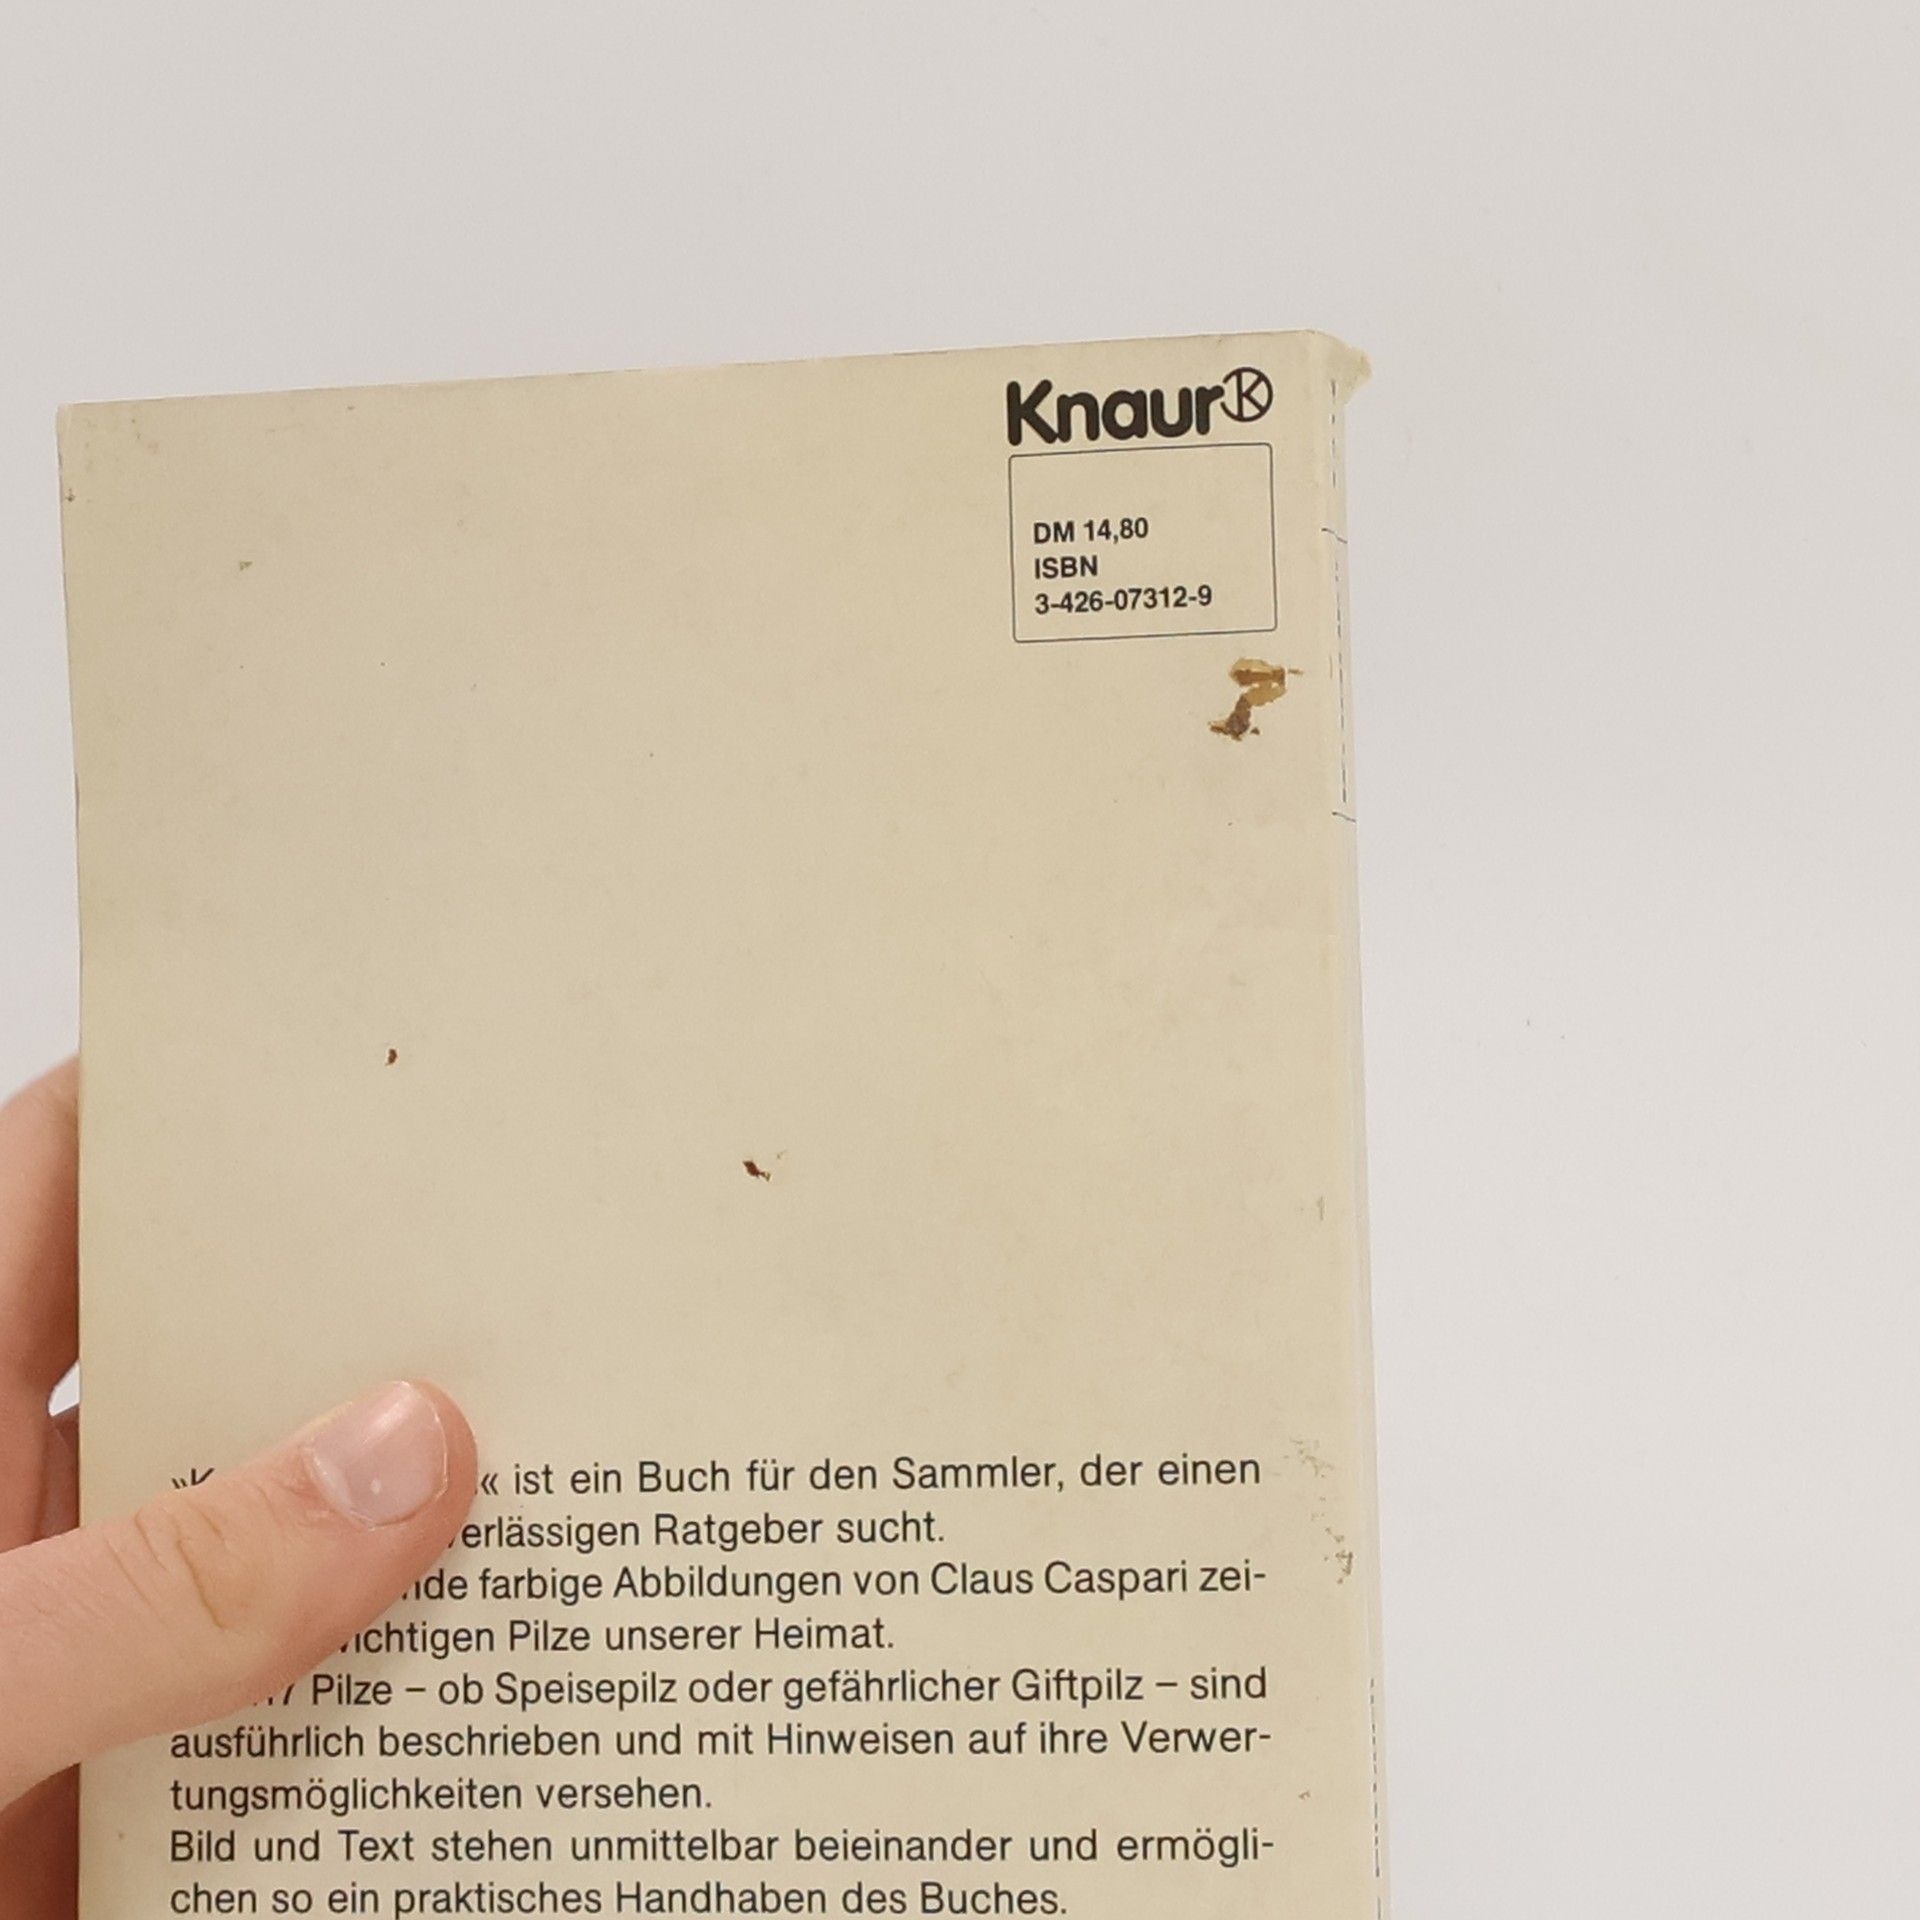 Knaur K
DM 14,80
ISBN
3-426-07312-9
« ist ein Buch für den Sammler, der einen
Ratgeber sucht.
farbige Abbildungen von Claus Caspari zei-
Pilze unserer Heimat.
Pilze – ob Speisepilz oder gefährlicher Giftpilz – sind
ausführlich beschrieben und mit Hinweisen auf ihre Verwer-
tungsmöglichkeiten versehen.
Bild und Text stehen unmittelbar beieinander und ermögli-
chen so ein praktisches Handhaben des Buches.